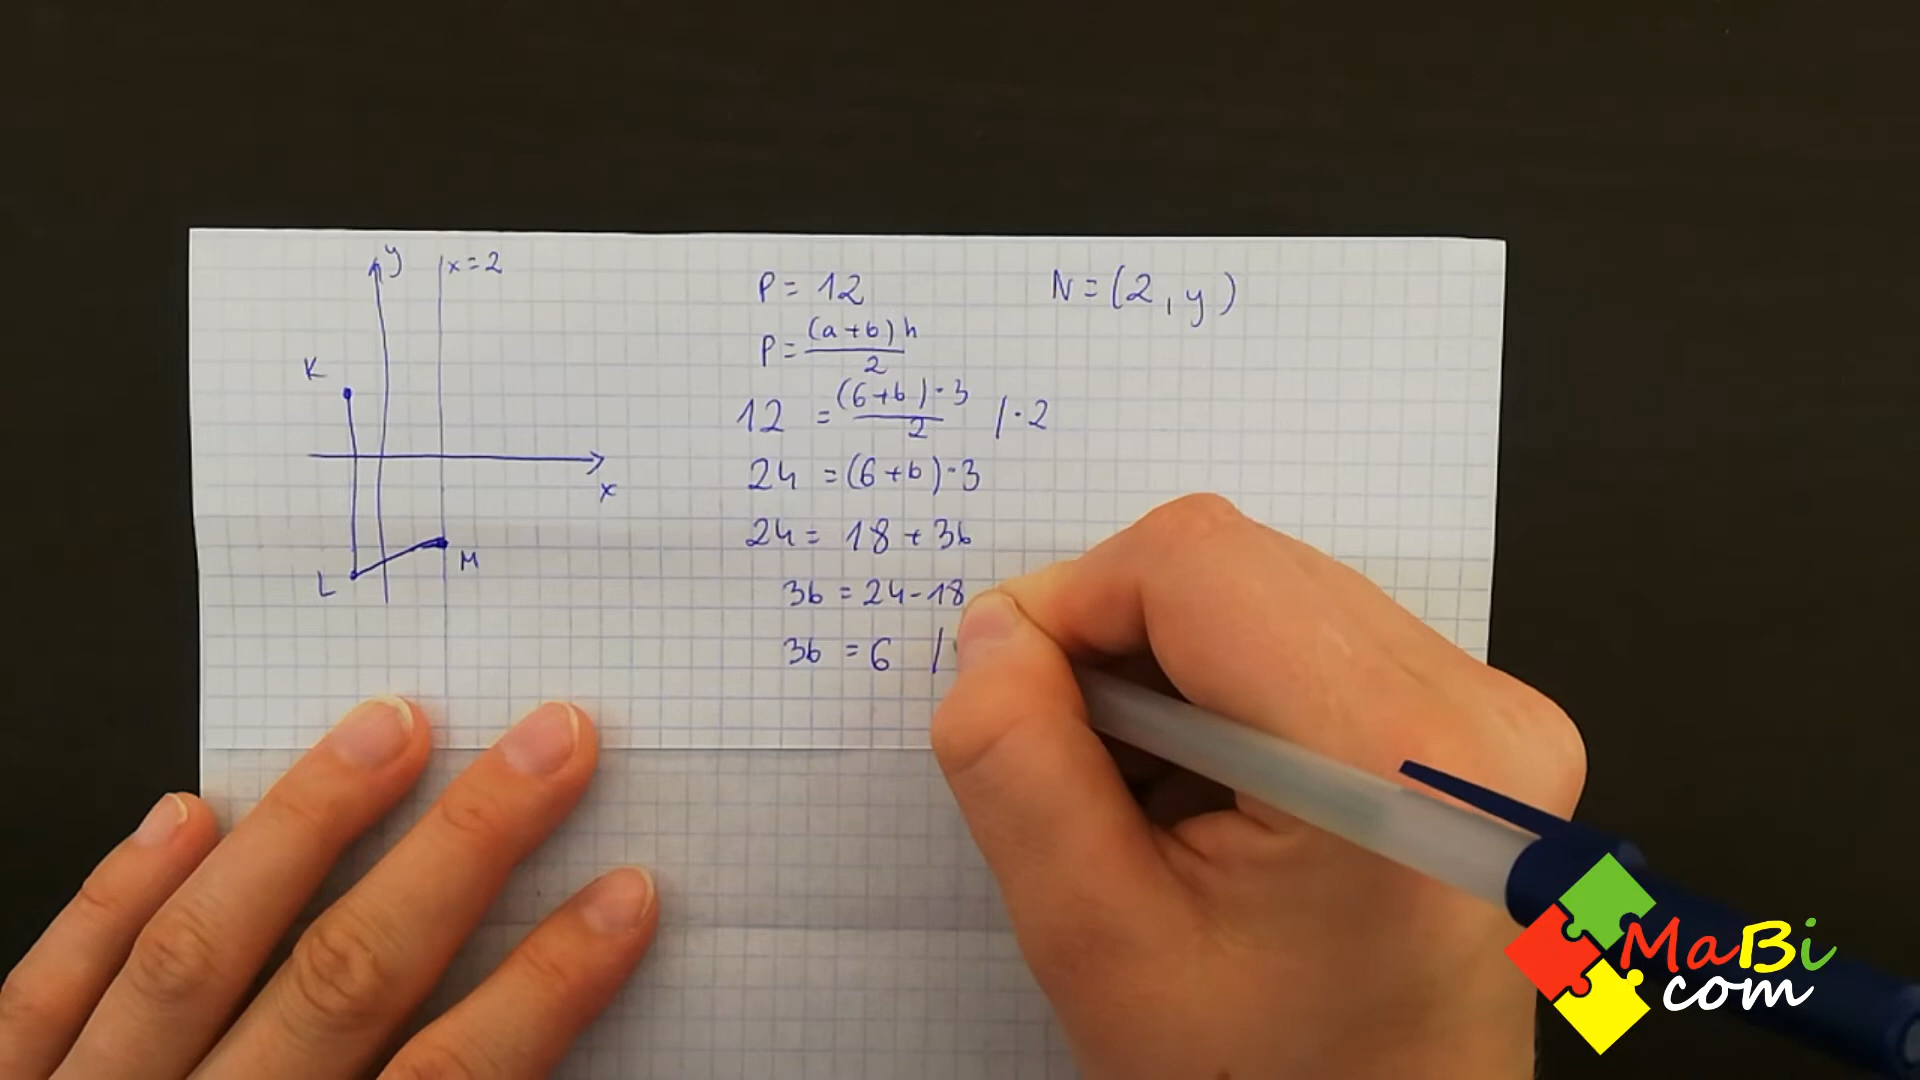 y
x=2
K
x
L
M
P = 12
P = (a+b)h / 2
12 = (6+b)·3 / 2 /·2
24 = (6+b)·3
24 = 18 + 3b
3b = 24-18
3b = 6 /
N = (2, y)
MaBi
com